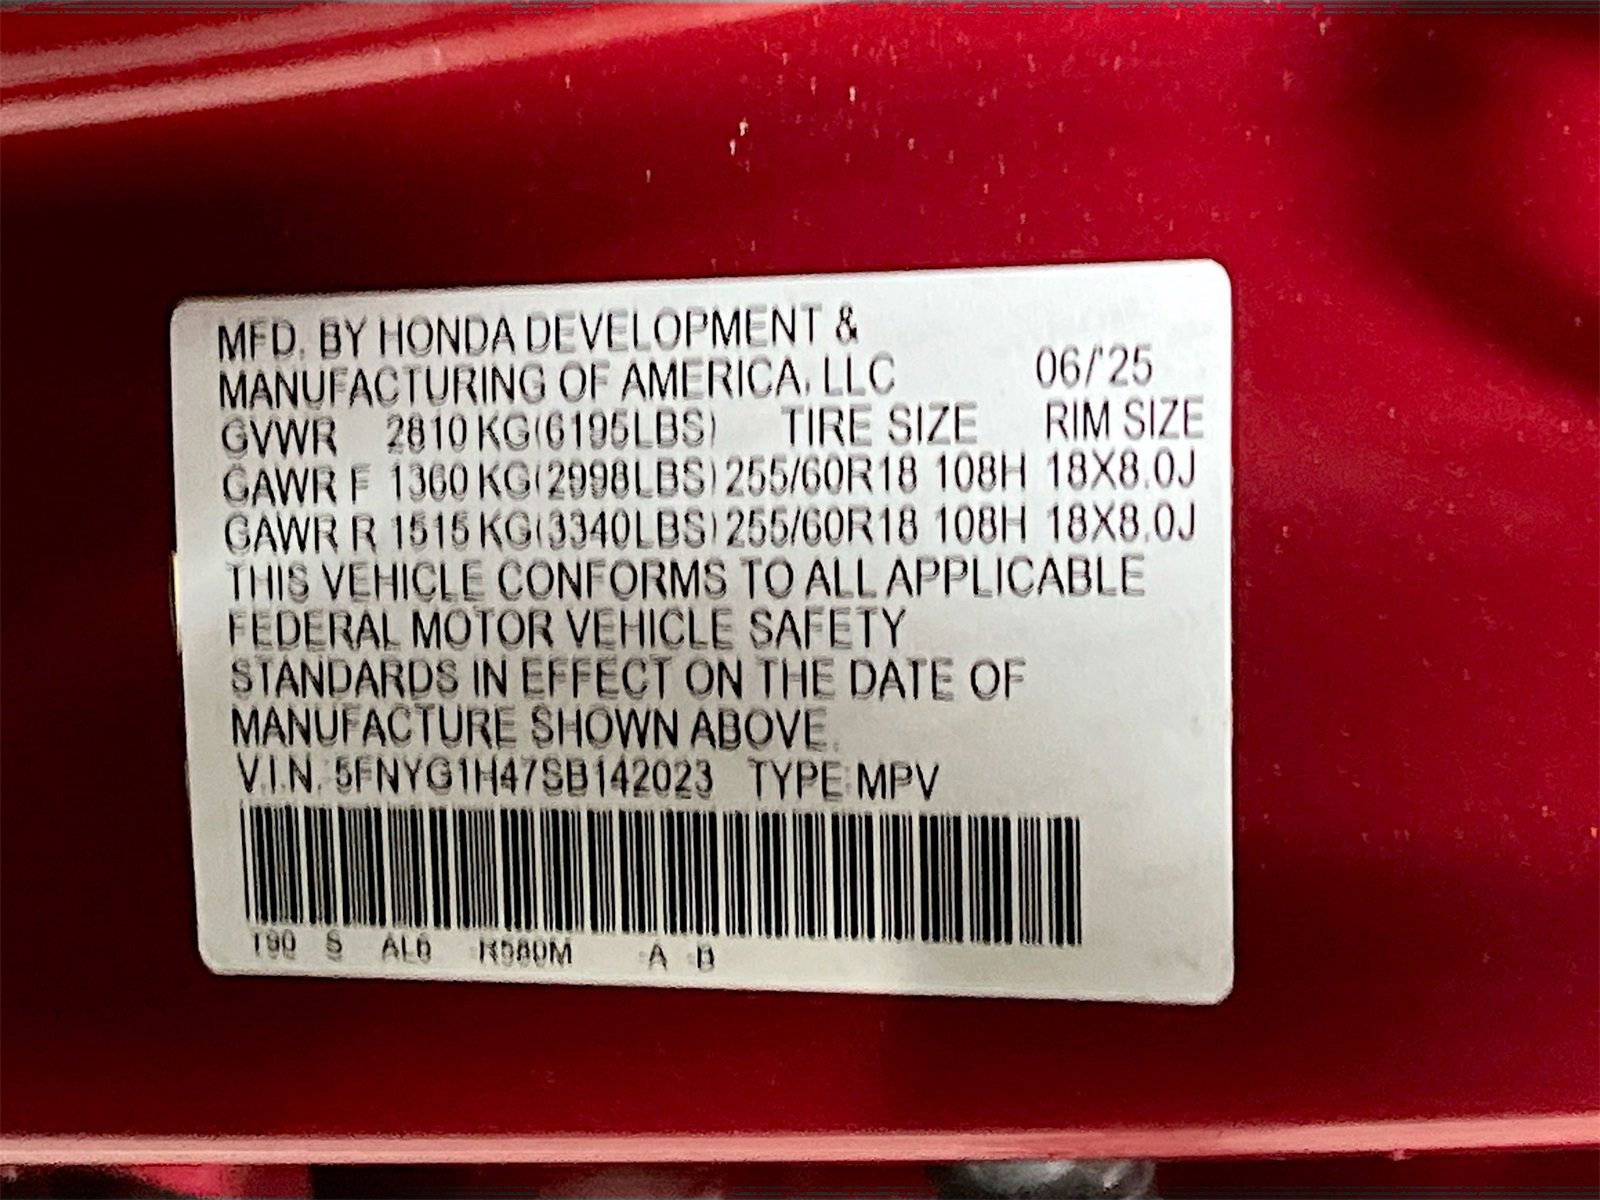 MFD. BY HONDA DEVELOPMENT &
MANUFACTURING OF AMERICA, LLC 06/'25
GVWR 2810 KG(6195LBS) TIRE SIZE RIM SIZE
GAWR F 1360 KG(2998LBS) 255/60R18 108H 18X8.0J
GAWR R 1515 KG(3340LBS) 255/60R18 108H 18X8.0J
THIS VEHICLE CONFORMS TO ALL APPLICABLE
FEDERAL MOTOR VEHICLE SAFETY
STANDARDS IN EFFECT ON THE DATE OF
MANUFACTURE SHOWN ABOVE.
V.I.N. 5FNYG1H47SB142023 TYPE:MPV
T90 S AL6 R580M A B